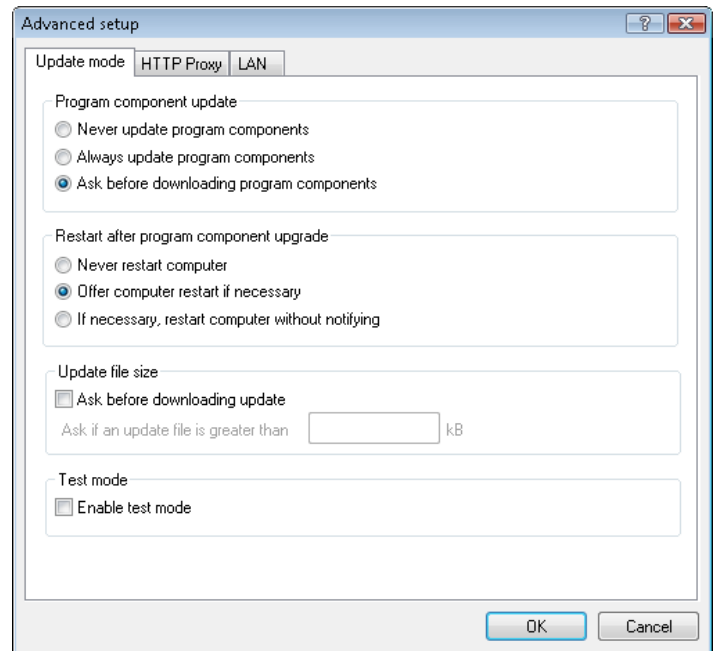 Advanced setup
Update mode HTTP Proxy LAN
Program component update
Never update program components
Always update program components
Ask before downloading program components
Restart after program component upgrade
Never restart computer
Offer computer restart if necessary
If necessary, restart computer without notifying
Update file size
Ask before downloading update
Ask if an update file is greater than kB
Test mode
Enable test mode
OK Cancel